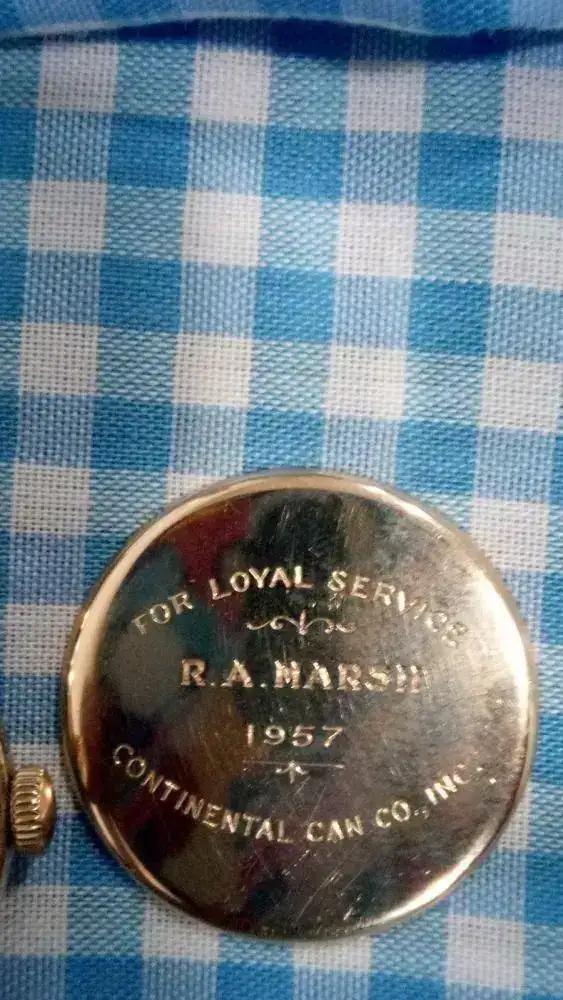 FOR LOYAL SERVICE
R.A. MARSH
1957
CONTINENTAL CAN CO., INC.